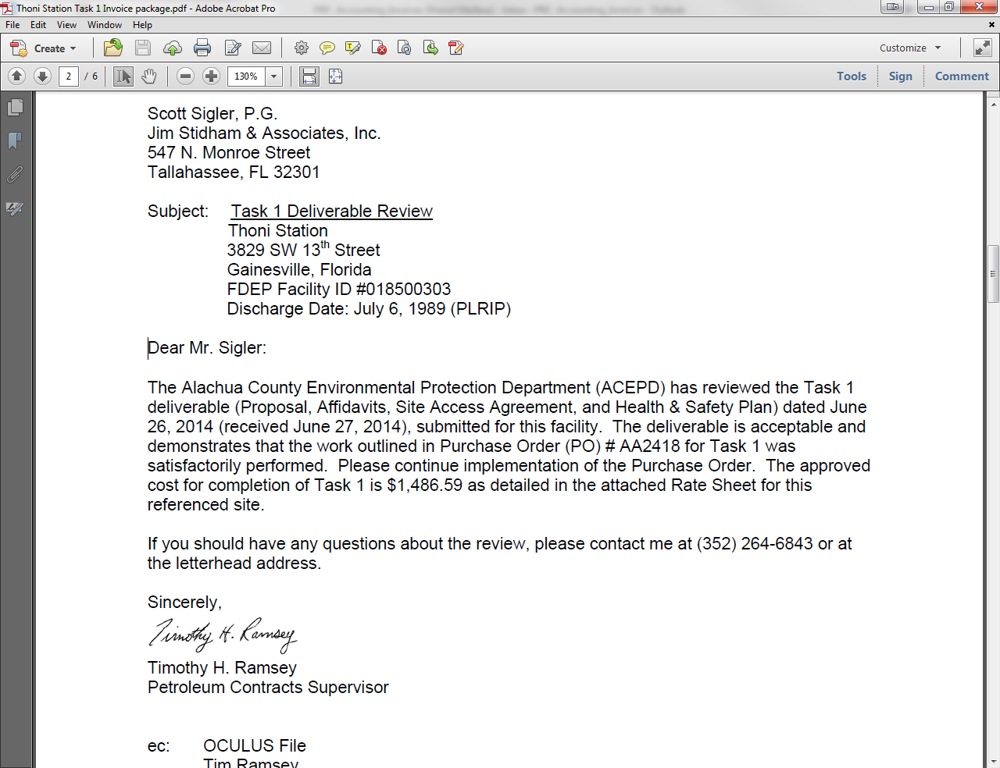 Thoni Station Task 1 Invoice package.pdf - Adobe Acrobat Pro
File Edit View Window Help
Create Customize
2 / 6 130% Tools Sign Comment
Scott Sigler, P.G.
Jim Stidham & Associates, Inc.
547 N. Monroe Street
Tallahassee, FL 32301
Subject: Task 1 Deliverable Review
Thoni Station
3829 SW 13th Street
Gainesville, Florida
FDEP Facility ID #018500303
Discharge Date: July 6, 1989 (PLRIP)
Dear Mr. Sigler:
The Alachua County Environmental Protection Department (ACEPD) has reviewed the Task 1
deliverable (Proposal, Affidavits, Site Access Agreement, and Health & Safety Plan) dated June
26, 2014 (received June 27, 2014), submitted for this facility. The deliverable is acceptable and
demonstrates that the work outlined in Purchase Order (PO) # AA2418 for Task 1 was
satisfactorily performed. Please continue implementation of the Purchase Order. The approved
cost for completion of Task 1 is $1,486.59 as detailed in the attached Rate Sheet for this
referenced site.
If you should have any questions about the review, please contact me at (352) 264-6843 or at
the letterhead address.
Sincerely,
Timothy H. Ramsey
Timothy H. Ramsey
Petroleum Contracts Supervisor
ec: OCULUS File
Tim Ramsey